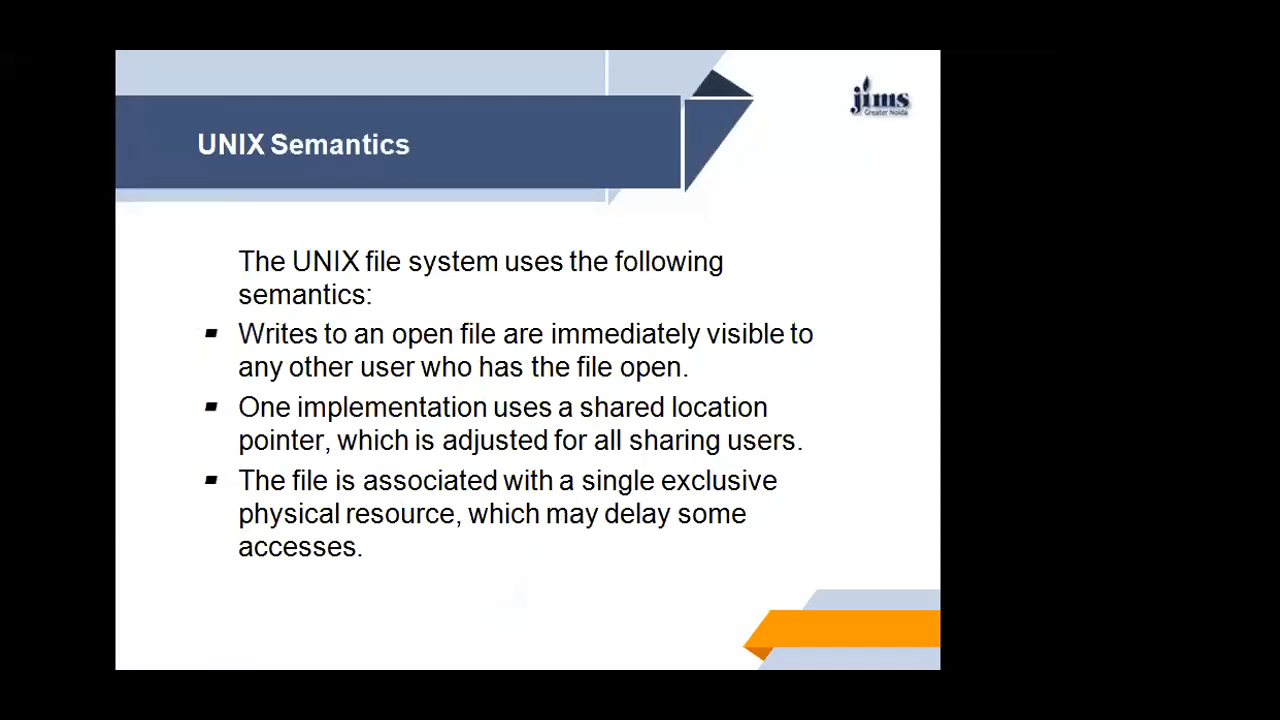 jims
Greater Noida
UNIX Semantics
The UNIX file system uses the following
semantics:
Writes to an open file are immediately visible to
any other user who has the file open.
One implementation uses a shared location
pointer, which is adjusted for all sharing users.
The file is associated with a single exclusive
physical resource, which may delay some
accesses.